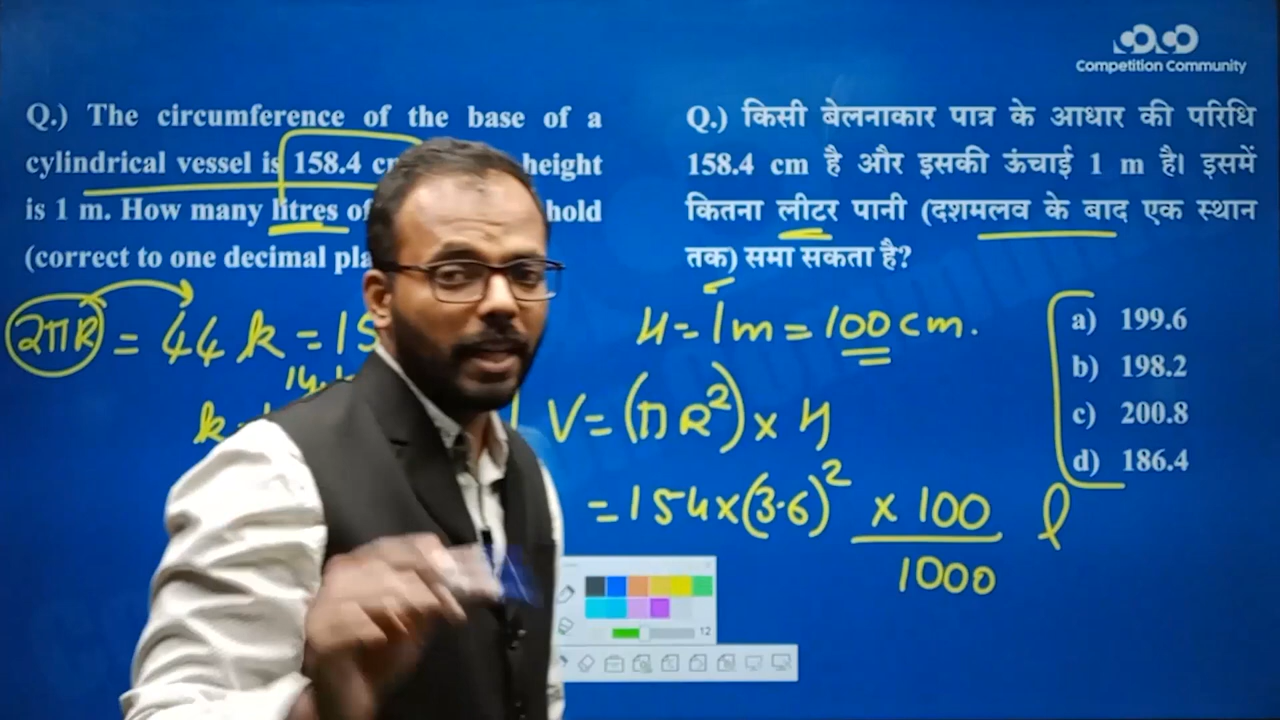 Competition Community
Q.) The circumference of the base of a
cylindrical vessel is 158.4 height
is 1 m. How many litres of hold
(correct to one decimal
Q.) किसी बेलनाकार पात्र के आधार की परिधि
158.4 cm है और इसकी ऊंचाई 1 m है। इसमें
कितना लीटर पानी (दशमलव के बाद एक स्थान
तक) समा सकता है?
a) 199.6
b) 198.2
c) 200.8
d) 186.4
2πR = 44 k = 15
k =
H = 1m = 100 cm.
V = (πR²) × H
= 154 × (3.6)² × 100 l
1000
12